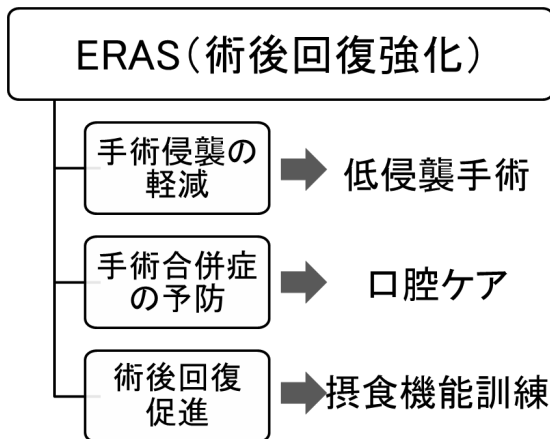 ERAS(術後回復強化)
手術侵襲の
軽減
低侵襲手術
手術合併症
の予防
口腔ケア
術後回復
促進
摂食機能訓練